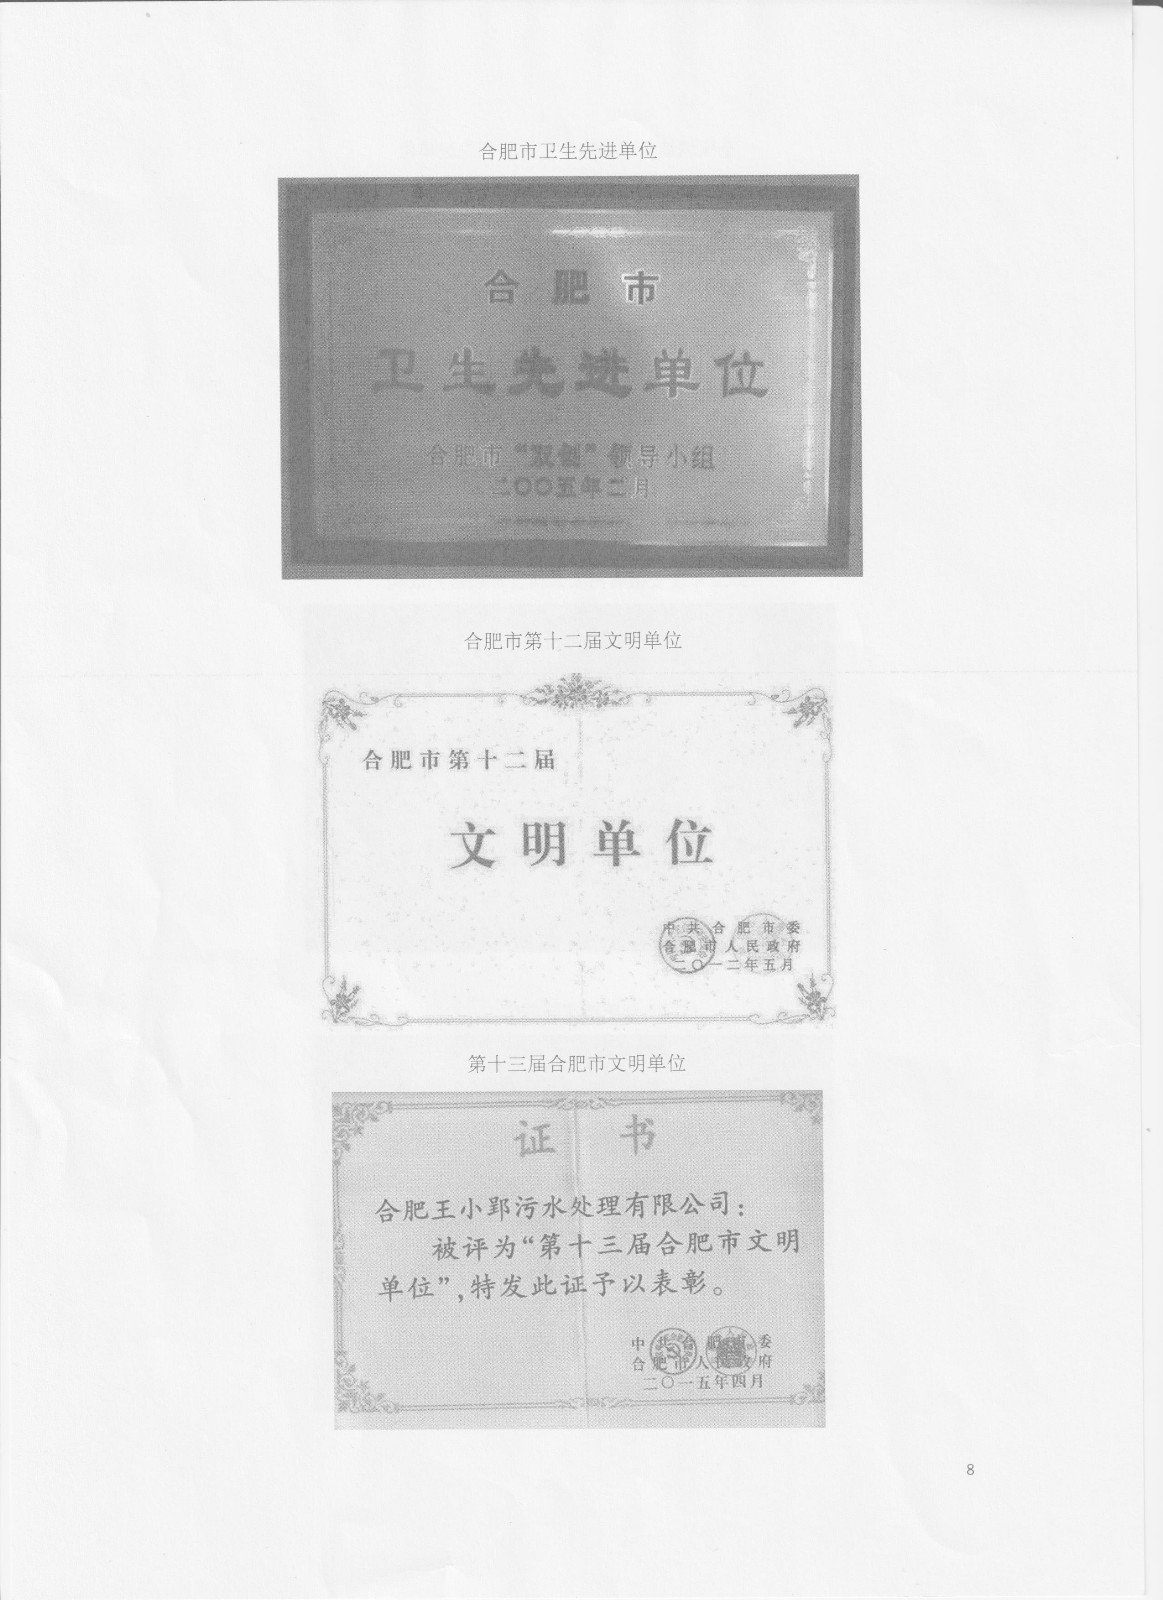 合肥市卫生先进单位
合肥市
卫生先进单位
合肥市“双创”领导小组
二〇〇五年二月
合肥市第十二届文明单位
合肥市第十二届
文明单位
中共合肥市委
合肥市人民政府
二〇一二年五月
第十三届合肥市文明单位
证书
合肥王小郢污水处理有限公司：
被评为“第十三届合肥市文明
单位”，特发此证予以表彰。
中共合肥市委
合肥市人民政府
二〇一五年四月
8